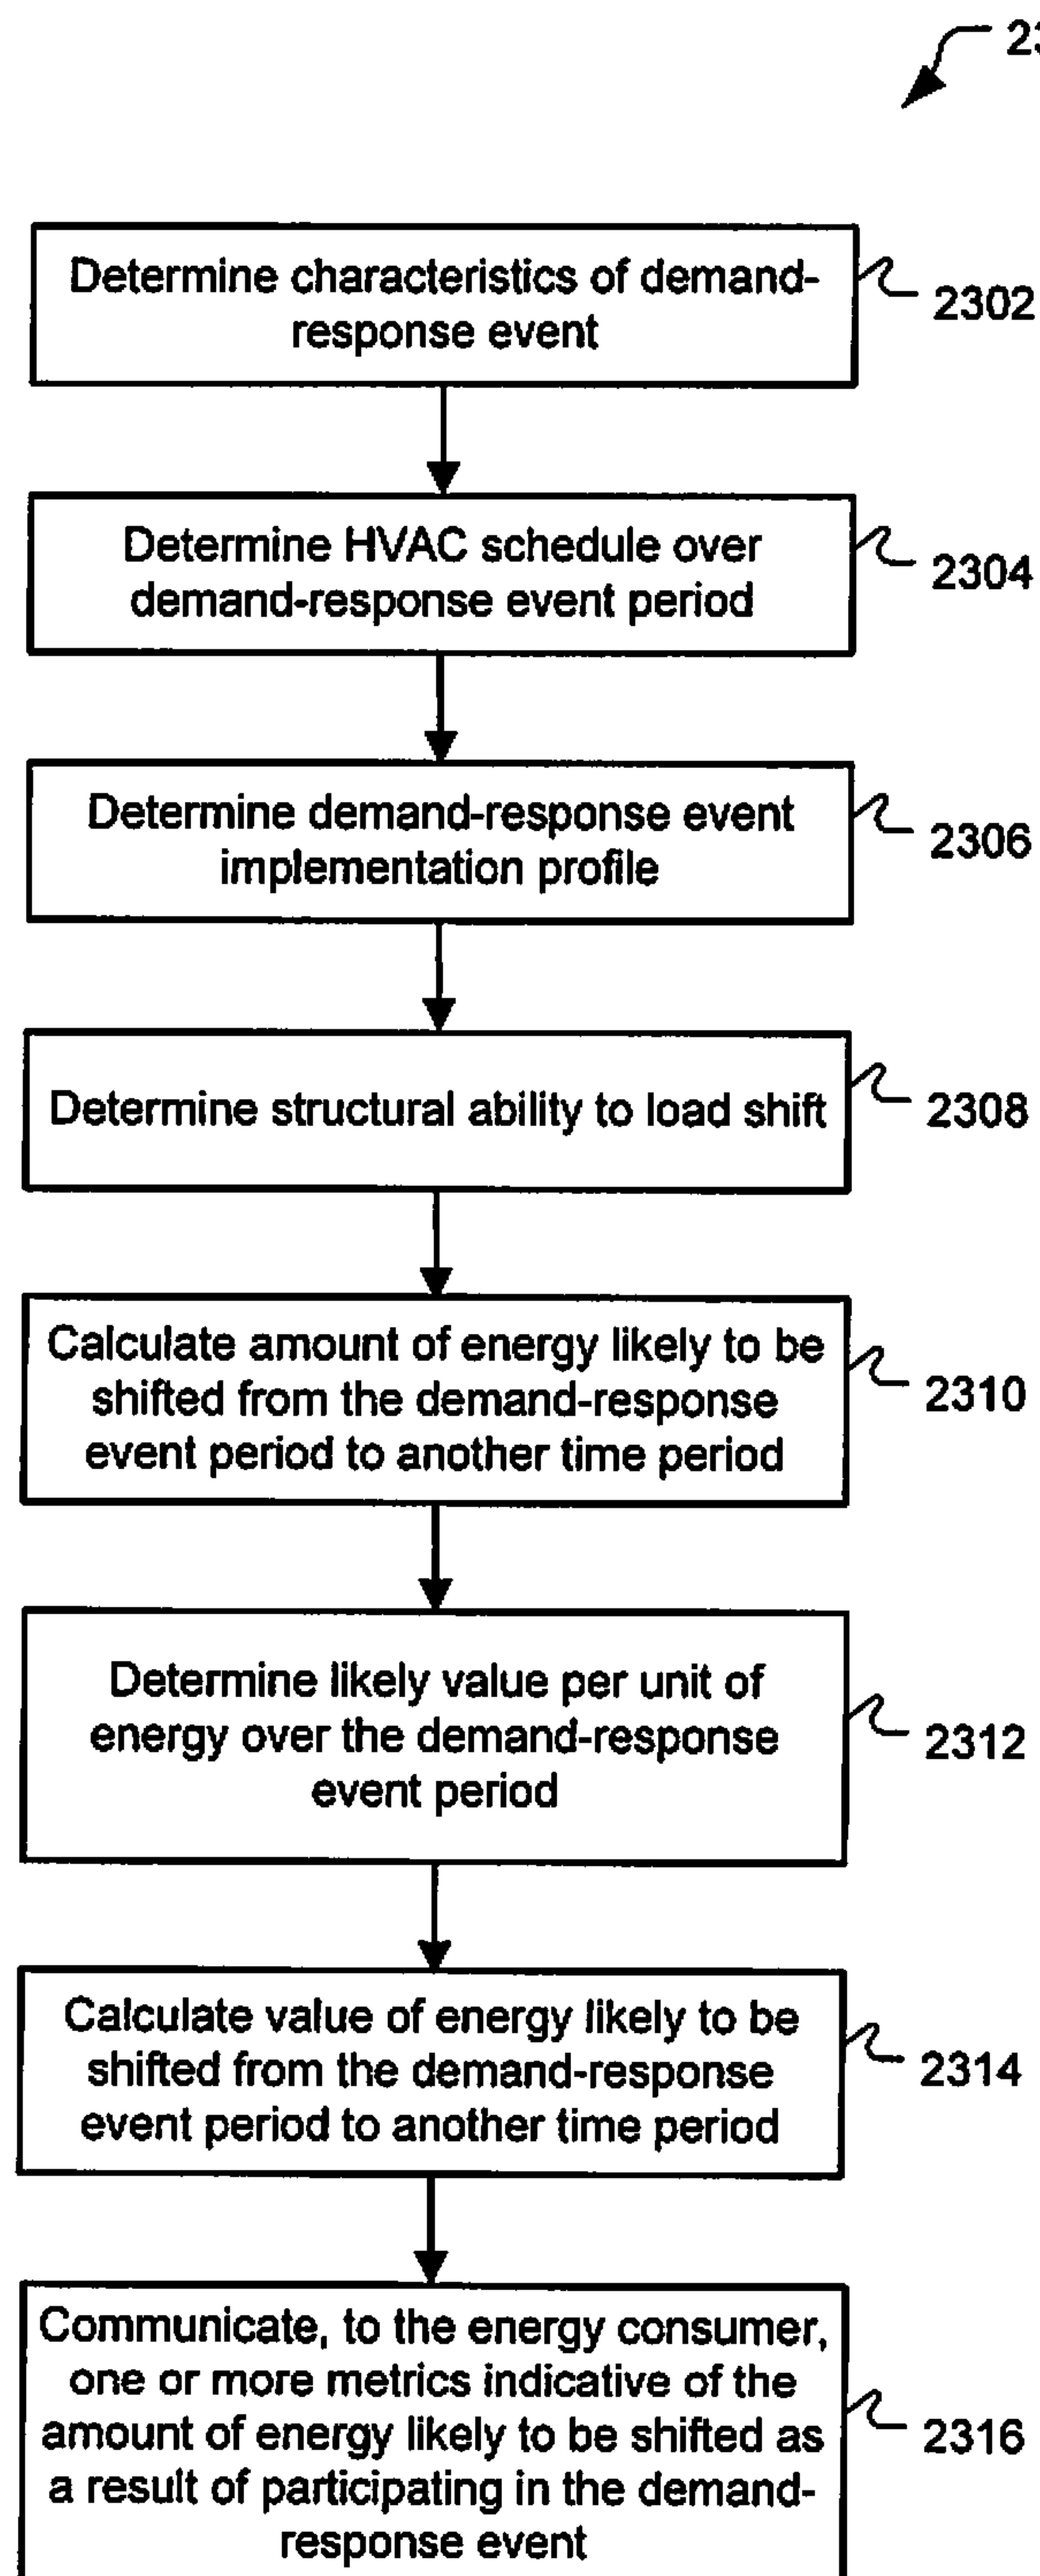 Determine characteristics of demand-
response event
2302
Determine HVAC schedule over
demand-response event period
2304
Determine demand-response event
implementation profile
2306
Determine structural ability to load shift
2308
Calculate amount of energy likely to be
shifted from the demand-response
event period to another time period
2310
Determine likely value per unit of
energy over the demand-response
event period
2312
Calculate value of energy likely to be
shifted from the demand-response
event period to another time period
2314
Communicate, to the energy consumer,
one or more metrics indicative of the
amount of energy likely to be shifted as
a result of participating in the demand-
response event
2316